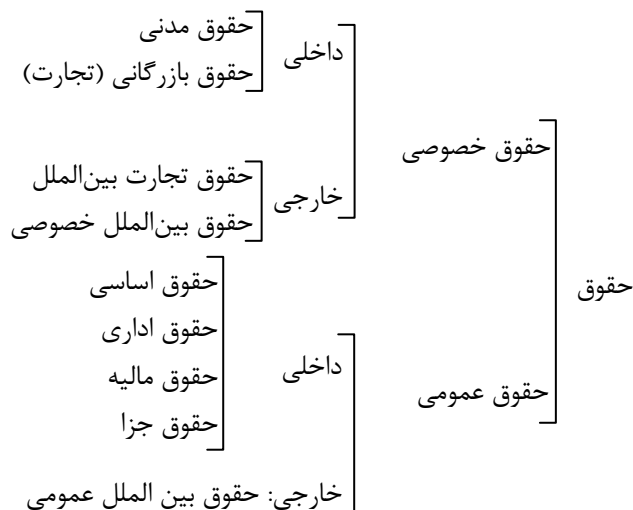 حقوق
حقوق خصوصی
داخلی
حقوق مدنی
حقوق بازرگانی (تجارت)
خارجی
حقوق تجارت بین‌الملل
حقوق بین‌الملل خصوصی
حقوق عمومی
داخلی
حقوق اساسی
حقوق اداری
حقوق مالیه
حقوق جزا
خارجی: حقوق بین الملل عمومی